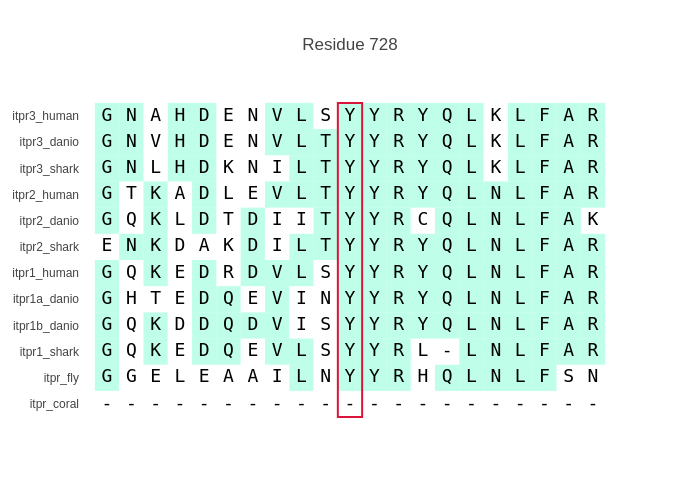 Residue 728
itpr3_human G N A H D E N V L S Y Y R Y Q L K L F A R
itpr3_danio G N V H D E N V L T Y Y R Y Q L K L F A R
itpr3_shark G N L H D K N I L T Y Y R Y Q L K L F A R
itpr2_human G T K A D L E V L T Y Y R Y Q L N L F A R
itpr2_danio G Q K L D T D I I T Y Y R C Q L N L F A K
itpr2_shark E N K D A K D I L T Y Y R Y Q L N L F A R
itpr1_human G Q K E D R D V L S Y Y R Y Q L N L F A R
itpr1a_danio G H T E D Q E V I N Y Y R Y Q L N L F A R
itpr1b_danio G Q K D D Q D V I S Y Y R Y Q L N L F A R
itpr1_shark G Q K E D Q E V L S Y Y R L - L N L F A R
itpr_fly G G E L E A A I L N Y Y R H Q L N L F S N
itpr_coral - - - - - - - - - - - - - - - - - - - - -